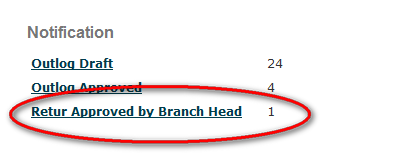 Notification
Outlog Draft 24
Outlog Approved 4
Retur Approved by Branch Head 1